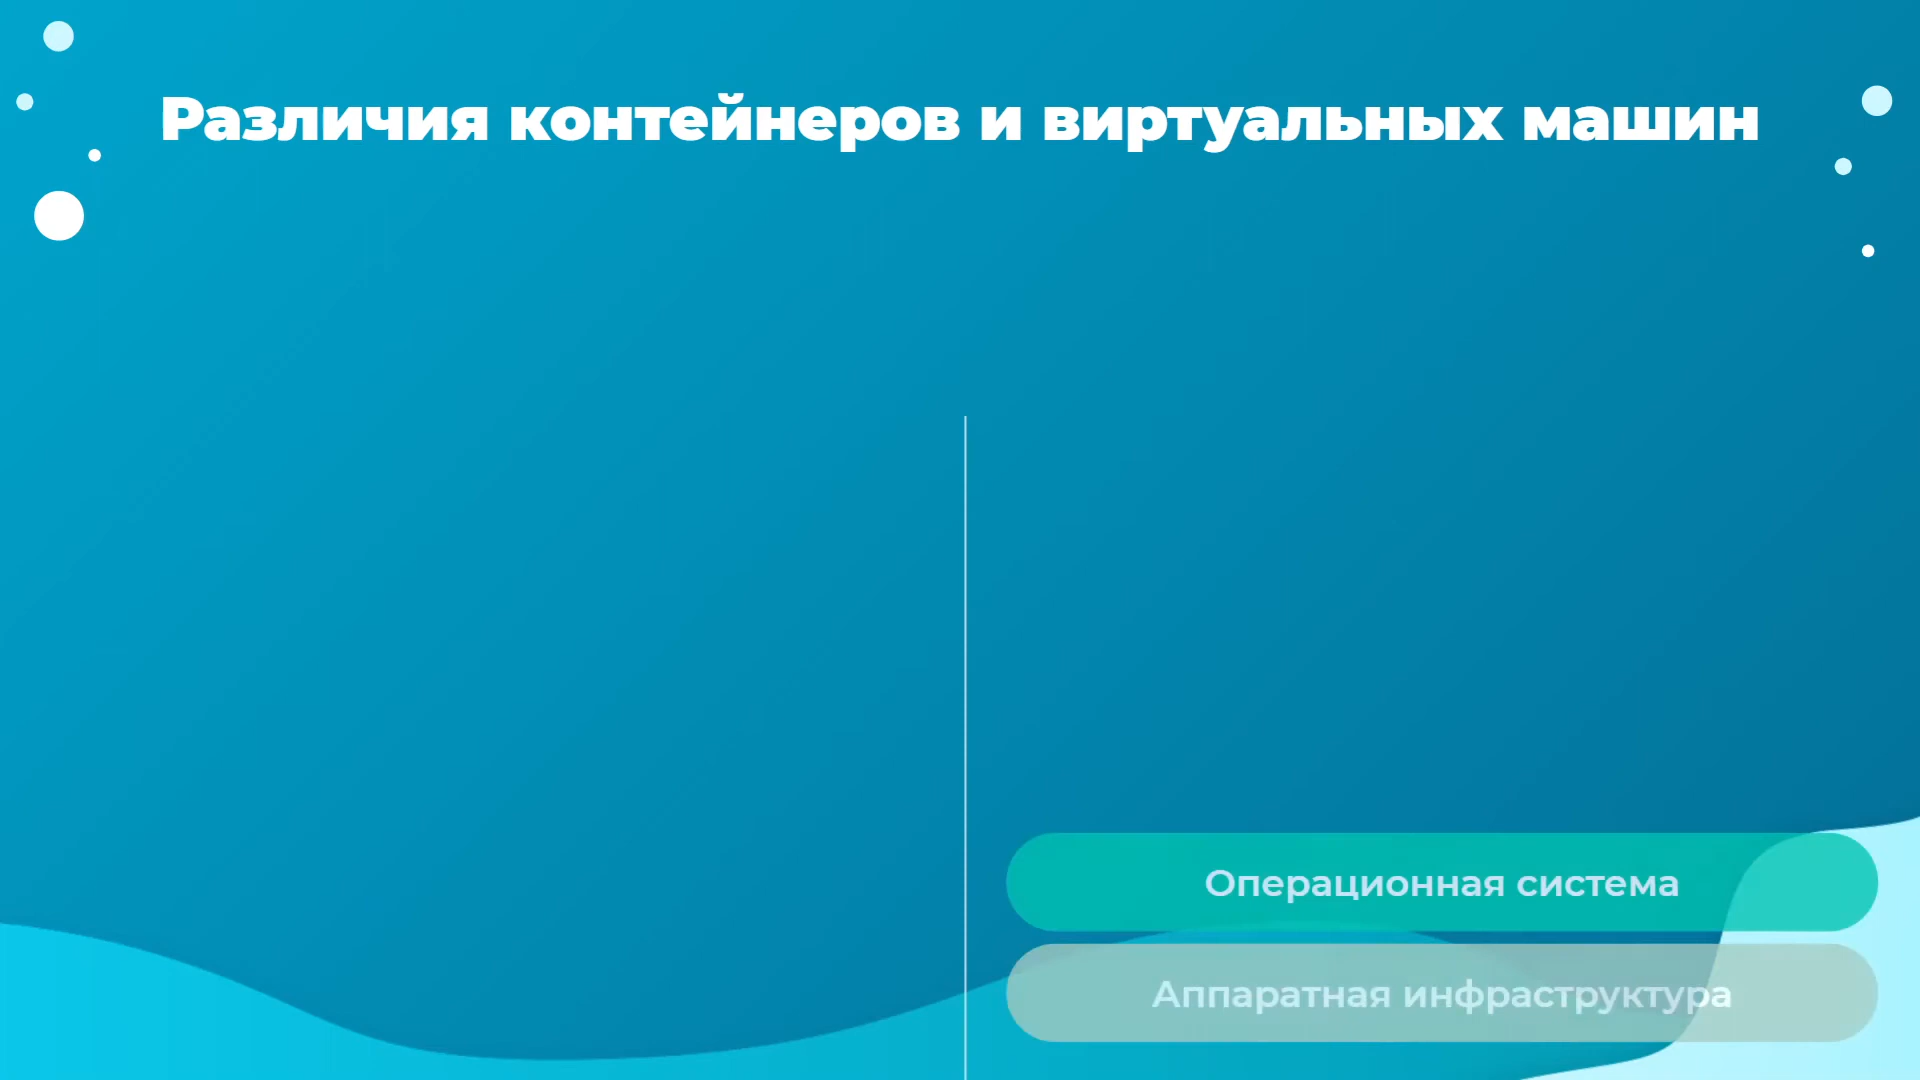 Различия контейнеров и виртуальных машин
Операционная система
Аппаратная инфраструктура